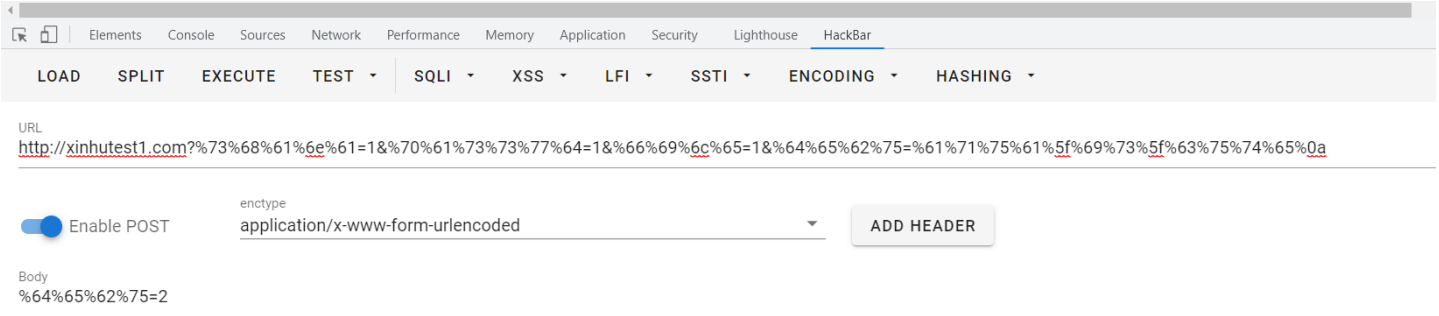 Elements Console Sources Network Performance Memory Application Security Lighthouse HackBar
LOAD SPLIT EXECUTE TEST SQLI XSS LFI SSTI ENCODING HASHING
URL
http://xinhutest1.com?%73%68%61%6e%61=1&%70%61%73%73%77%64=1&%66%69%6c%65=1&%64%65%62%75=%61%71%75%61%5f%69%73%5f%63%75%74%65%0a
enctype
Enable POST application/x-www-form-urlencoded ADD HEADER
Body
%64%65%62%75=2